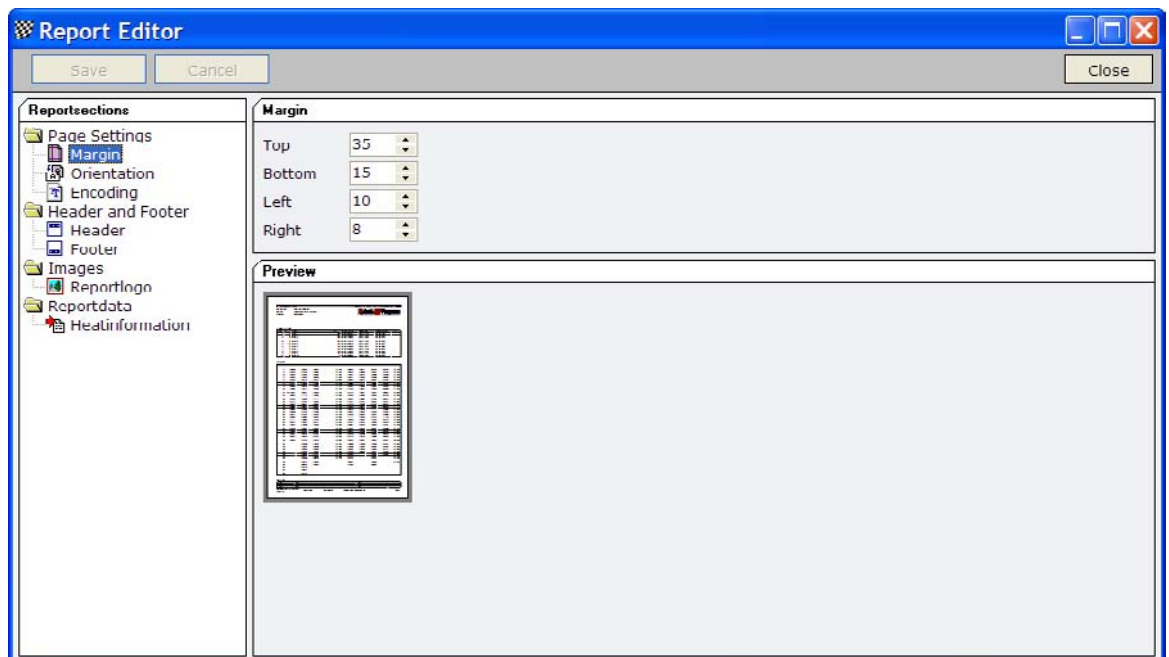 Report Editor
Save Cancel Close
Reportsections
Page Settings
Margin
Orientation
Encoding
Header and Footer
Header
Footer
Images
Reportlogo
Reportdata
Heatinformation
Margin
Top 35
Bottom 15
Left 10
Right 8
Preview